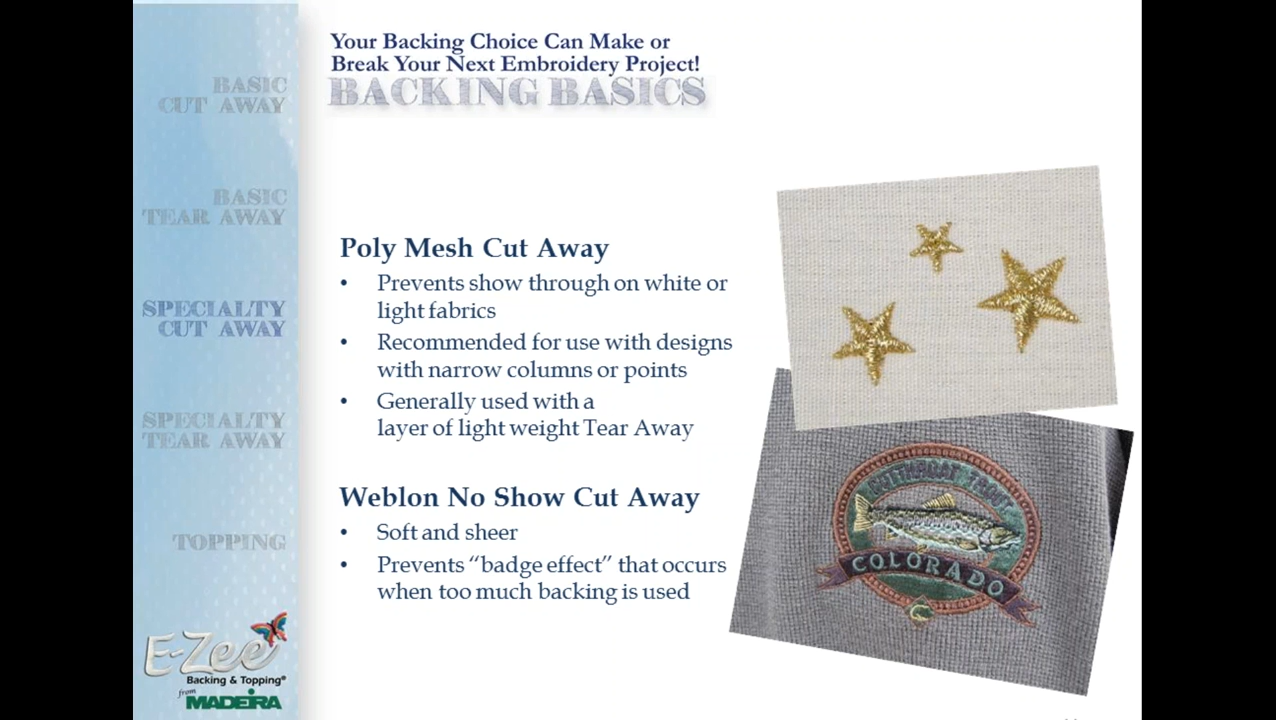 Your Backing Choice Can Make or
Break Your Next Embroidery Project!
BACKING BASICS
BASIC
CUT AWAY
BASIC
TEAR AWAY
SPECIALTY
CUT AWAY
SPECIALTY
TEAR AWAY
TOPPING
E-Zee
Backing & Topping®
from
MADEIRA
Poly Mesh Cut Away
• Prevents show through on white or
light fabrics
• Recommended for use with designs
with narrow columns or points
• Generally used with a
layer of light weight Tear Away
Weblon No Show Cut Away
• Soft and sheer
• Prevents “badge effect” that occurs
when too much backing is used
CUTTHROAT TROUT
COLORADO